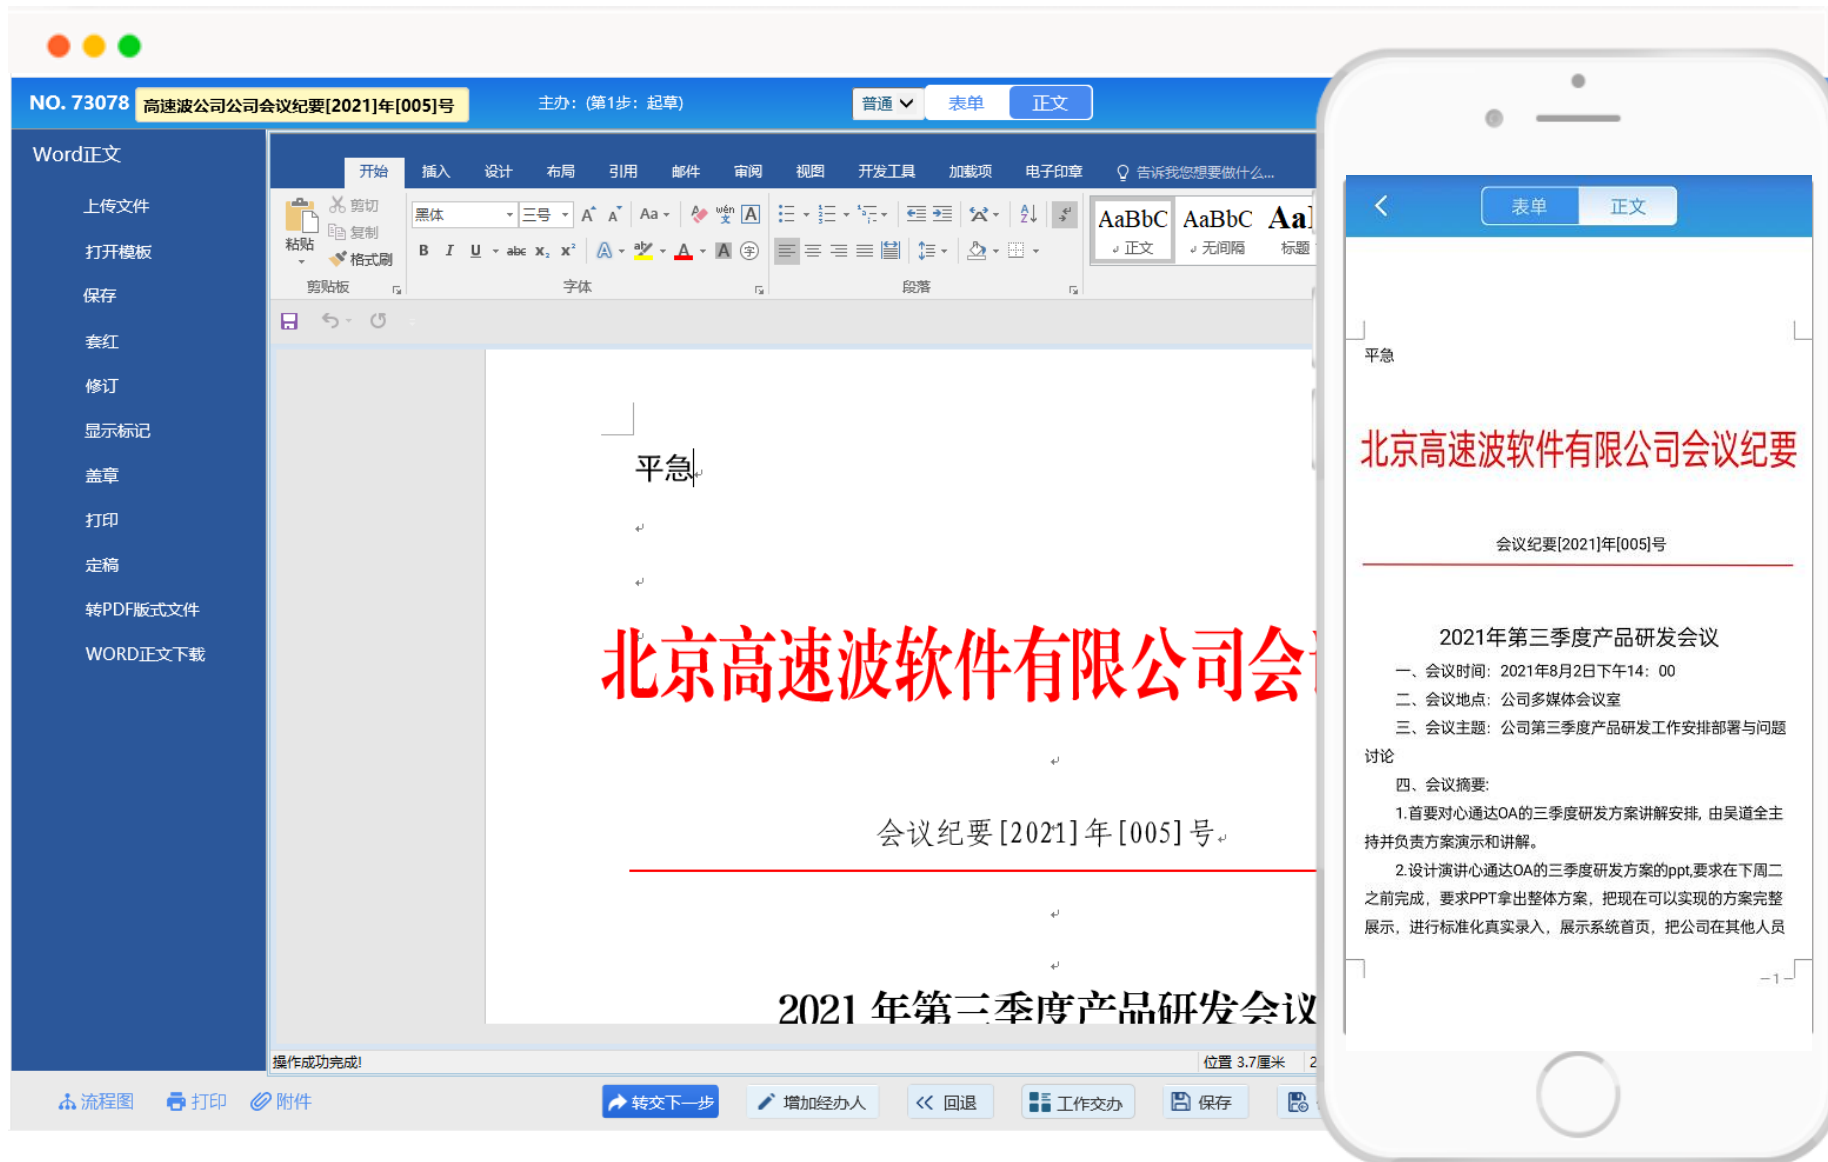 NO. 73078 高速波公司公司会议纪要[2021]年[005]号 主办：(第1步：起草) 普通 表单 正文
Word正文
上传文件
打开模板
保存
套红
修订
显示标记
盖章
打印
定稿
转PDF版式文件
WORD正文下载
开始 插入 设计 布局 引用 邮件 审阅 视图 开发工具 加载项 电子印章 告诉我您想要做什么...
粘贴 剪切
复制
格式刷
剪贴板
黑体 三号 A A Aa wén 文 A
B I U abc X₂ X² A aby A A 字
字体
段落
AaBbC AaBbC Aa
正文 无间隔 标题
平急
北京高速波软件有限公司会
会议纪要[2021]年[005]号
2021 年第三季度产品研发会议
操作成功完成! 位置 3.7厘米 2
流程图 打印 附件 转交下一步 增加经办人 回退 工作交办 保存
表单 正文
平急
北京高速波软件有限公司会议纪要
会议纪要[2021]年[005]号
2021年第三季度产品研发会议
一、会议时间：2021年8月2日下午14：00
二、会议地点：公司多媒体会议室
三、会议主题：公司第三季度产品研发工作安排部署与问题
讨论
四、会议摘要:
1.首要对心通达OA的三季度研发方案讲解安排, 由吴道全主
持并负责方案演示和讲解。
2.设计演讲心通达OA的三季度研发方案的ppt,要求在下周二
之前完成，要求PPT拿出整体方案，把现在可以实现的方案完整
展示，进行标准化真实录入，展示系统首页，把公司在其他人员
–1–